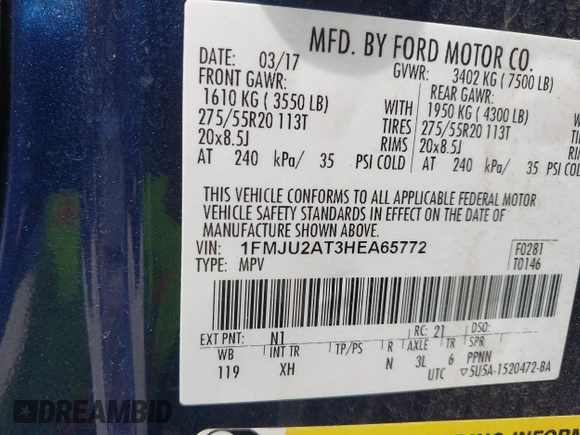 MFD. BY FORD MOTOR CO.
DATE: 03/17 GVWR: 3402 KG ( 7500 LB)
FRONT GAWR: REAR GAWR:
1610 KG ( 3550 LB) WITH 1950 KG ( 4300 LB)
275/55R20 113T TIRES 275/55R20 113T
20x8.5J RIMS 20x8.5J
AT 240 kPa/ 35 PSI COLD AT 240 kPa/ 35 PSI
THIS VEHICLE CONFORMS TO ALL APPLICABLE FEDERAL MOTOR
VEHICLE SAFETY STANDARDS IN EFFECT ON THE DATE OF
MANUFACTURE SHOWN ABOVE.
VIN: 1FMJU2AT3HEA65772 F0281
TYPE: MPV T0146
EXT PNT: N1 RC: 21 DSO:
WB INT TR TP/PS R AXLE TR SPR
119 XH N 3L 6 PPNN
UTC 5U5A-1520472-BA
DREAMBID